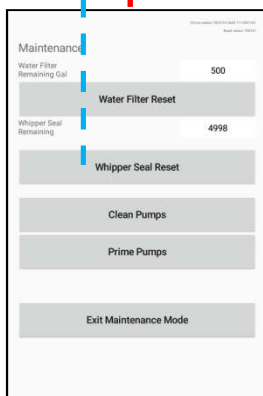 Maintenance
Water Filter
Remaining Gal
500
Water Filter Reset
Whipper Seal
Remaining
4998
Whipper Seal Reset
Clean Pumps
Prime Pumps
Exit Maintenance Mode